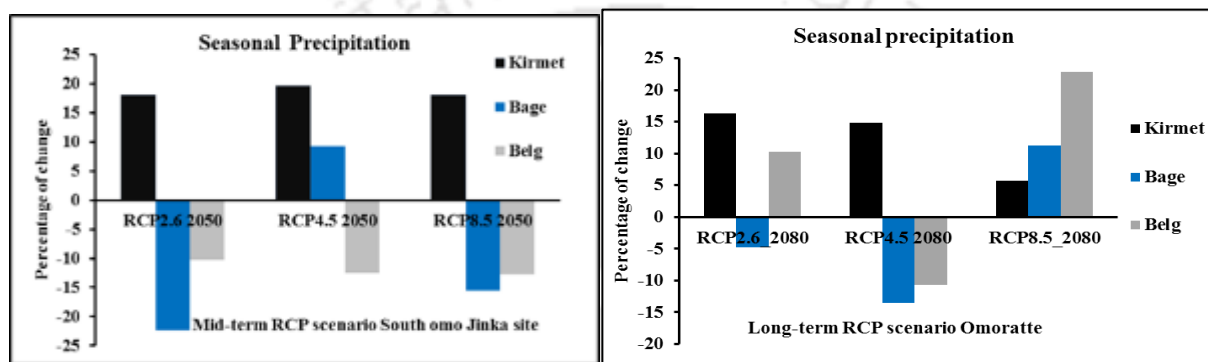 Seasonal Precipitation
25
20
15
10
5
0
-5
-10
-15
-20
-25
Percentage of change
Kirmet
Bage
Belg
RCP2.6 2050
RCP4.5 2050
RCP8.5 2050
Mid-term RCP scenario South omo Jinka site
Seasonal precipitation
25
20
15
10
5
0
-5
-10
-15
-20
Percentage of change
Kirmet
Bage
Belg
RCP2.6_2080
RCP4.5 2080
RCP8.5_2080
Long-term RCP scenario Omoratte